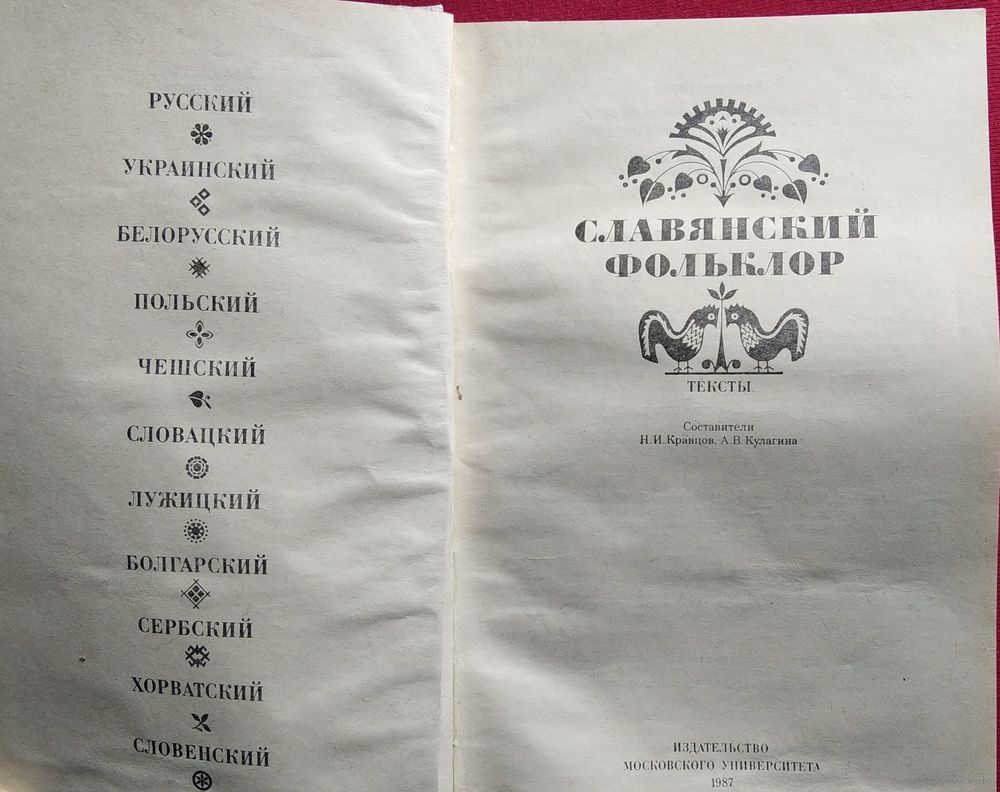 РУССКИЙ
УКРАИНСКИЙ
БЕЛОРУССКИЙ
ПОЛЬСКИЙ
ЧЕШСКИЙ
СЛОВАЦКИЙ
ЛУЖИЦКИЙ
БОЛГАРСКИЙ
СЕРБСКИЙ
ХОРВАТСКИЙ
СЛОВЕНСКИЙ
СЛАВЯНСКИЙ
ФОЛЬКЛОР
ТЕКСТЫ
Составители
Н. И. Кравцов, А. В. Кулагина
ИЗДАТЕЛЬСТВО
МОСКОВСКОГО УНИВЕРСИТЕТА
1987